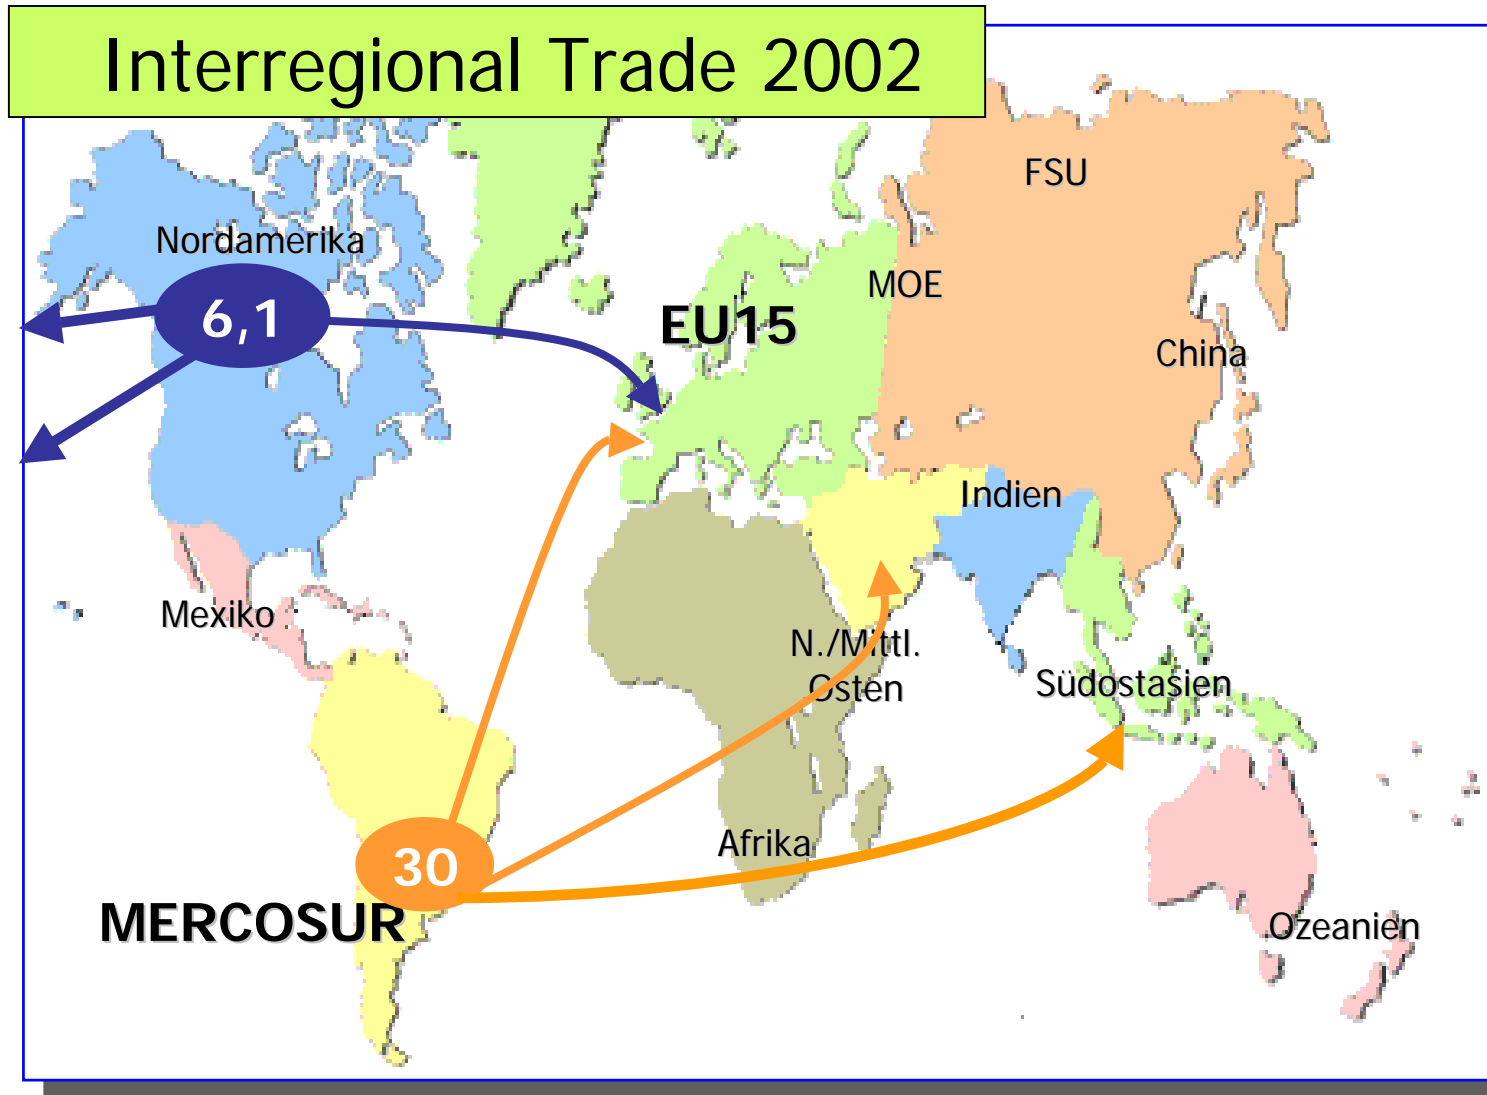 Interregional Trade 2002
FSU
Nordamerika
MOE
6,1
EU15
China
Indien
Mexiko
N./Mittl.
Osten
Südostasien
Afrika
30
MERCOSUR
Ozeanien